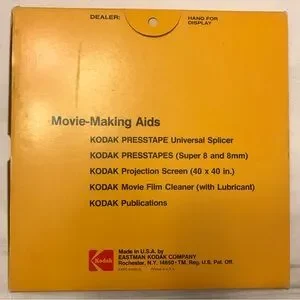 DEALER: HANG FOR
DISPLAY
Movie-Making Aids
KODAK PRESSTAPE Universal Splicer
KODAK PRESSTAPES (Super 8 and 8mm)
KODAK Projection Screen (40 x 40 in.)
KODAK Movie Film Cleaner (with Lubricant)
KODAK Publications
Kodak
Made in U.S.A. by
EASTMAN KODAK COMPANY
Rochester, N.Y. 14650 • TM. Reg. U.S. Pat. Off.